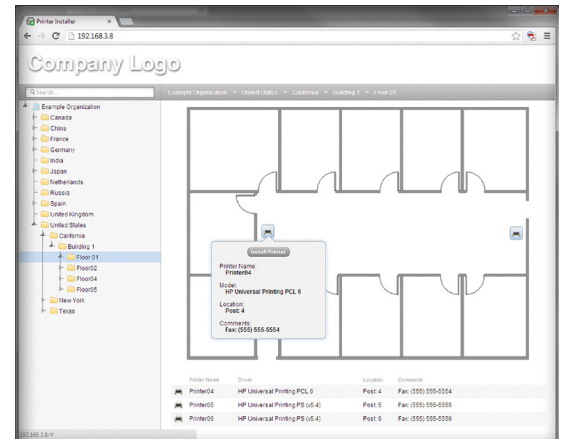 Printer Installer
192.168.3.8
Company Logo
Search...
Example Organization > United States > California > Building 1 > Floor 01
Example Organization
Canada
China
France
Germany
India
Japan
Netherlands
Russia
Spain
United Kingdom
United States
California
Building 1
Floor 01
Floor02
Floor04
Floor05
New York
Texas
Install Printer
Printer Name:
Printer04
Model:
HP Universal Printing PCL 6
Location:
Post 4
Comments:
Fax: (555) 555-5554
Printer Name Driver Location Comments
Printer04 HP Universal Printing PCL 6 Post 4 Fax: (555) 555-5554
Printer05 HP Universal Printing PS (v5.4) Post 5 Fax: (555) 555-5555
Printer06 HP Universal Printing PS (v5.4) Post 6 Fax: (555) 555-5556
192.168.3.8/#